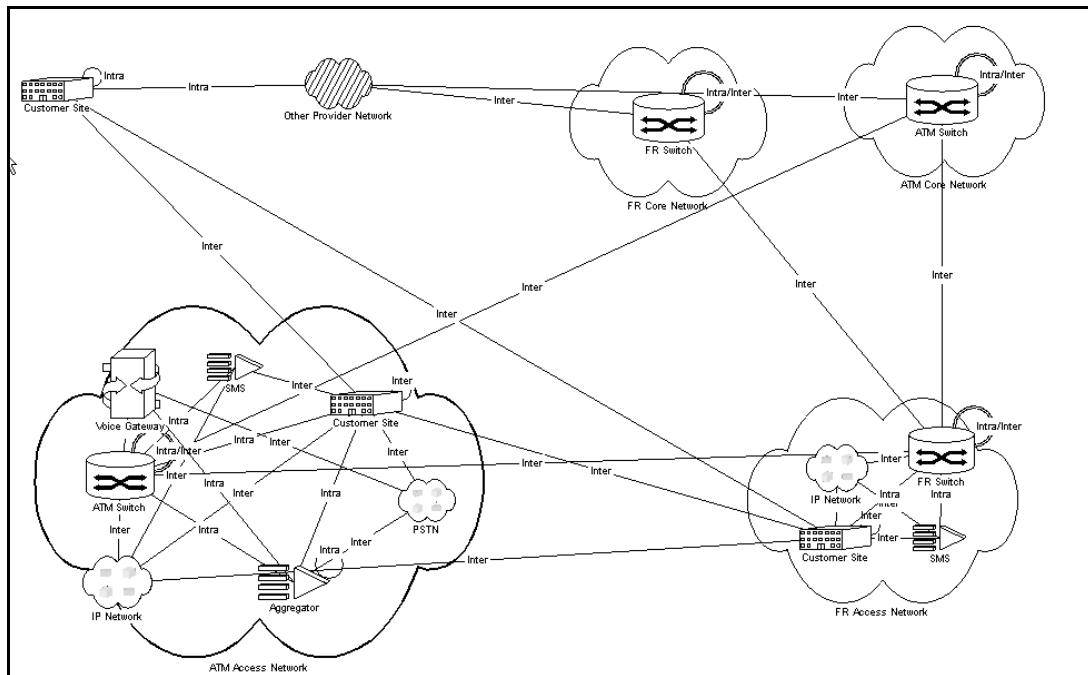 Intra
Customer Site
Intra
Other Provider Network
Inter
Intra/Inter
Inter
Intra/Inter
FR Switch
ATM Switch
FR Core Network
ATM Core Network
Inter
Inter
Inter
Inter
Inter
SMS
Inter
Inter
Voice Gateway
Intra
Customer Site
Intra
Inter
Intra/Inter
Inter
ATM Switch
Intra
Inter
Inter
Inter
Intra
Inter
PSTN
Intra
Inter
Inter
Aggregator
IP Network
ATM Access Network
Intra/Inter
Inter
FR Switch
IP Network
Intra
Intra
Inter
Inter
Inter
Customer Site
SMS
FR Access Network